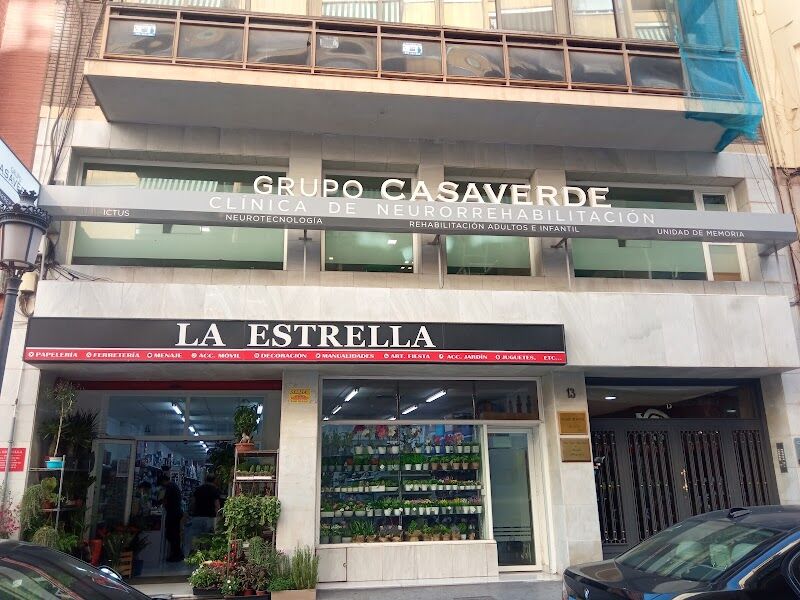 GRUPO CASAVERDE
CLÍNICA DE NEURORREHABILITACIÓN
ICTUS
NEUROTECNOLOGÍA
REHABILITACIÓN ADULTOS E INFANTIL
UNIDAD DE MEMORIA
LA ESTRELLA
PAPELERÍA FERRETERÍA MENAJE ACC. MÓVIL DECORACIÓN MANUALIDADES ART. FIESTA ACC. JARDÍN JUGUETES, ETC...
13